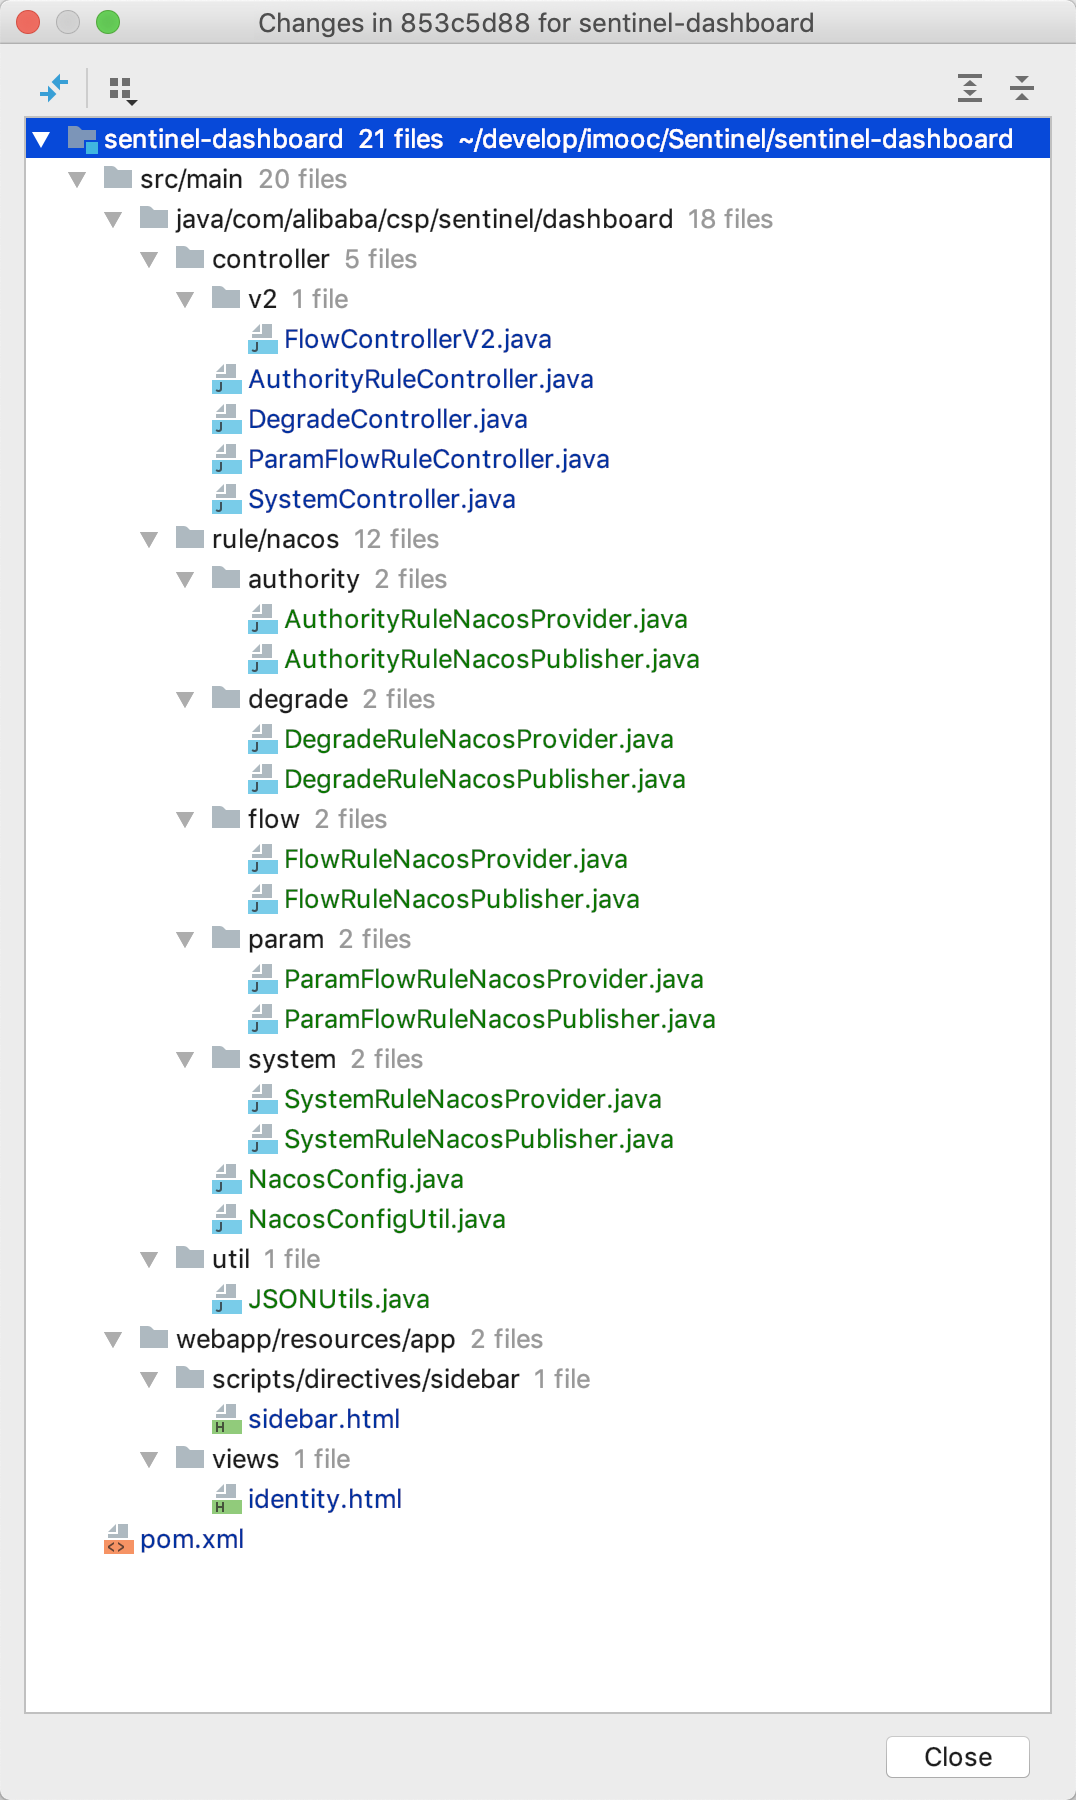 Changes in 853c5d88 for sentinel-dashboard
sentinel-dashboard 21 files ~/develop/imooc/Sentinel/sentinel-dashboard
src/main 20 files
java/com/alibaba/csp/sentinel/dashboard 18 files
controller 5 files
v2 1 file
FlowControllerV2.java
AuthorityRuleController.java
DegradeController.java
ParamFlowRuleController.java
SystemController.java
rule/nacos 12 files
authority 2 files
AuthorityRuleNacosProvider.java
AuthorityRuleNacosPublisher.java
degrade 2 files
DegradeRuleNacosProvider.java
DegradeRuleNacosPublisher.java
flow 2 files
FlowRuleNacosProvider.java
FlowRuleNacosPublisher.java
param 2 files
ParamFlowRuleNacosProvider.java
ParamFlowRuleNacosPublisher.java
system 2 files
SystemRuleNacosProvider.java
SystemRuleNacosPublisher.java
NacosConfig.java
NacosConfigUtil.java
util 1 file
JSONUtils.java
webapp/resources/app 2 files
scripts/directives/sidebar 1 file
sidebar.html
views 1 file
identity.html
pom.xml
Close